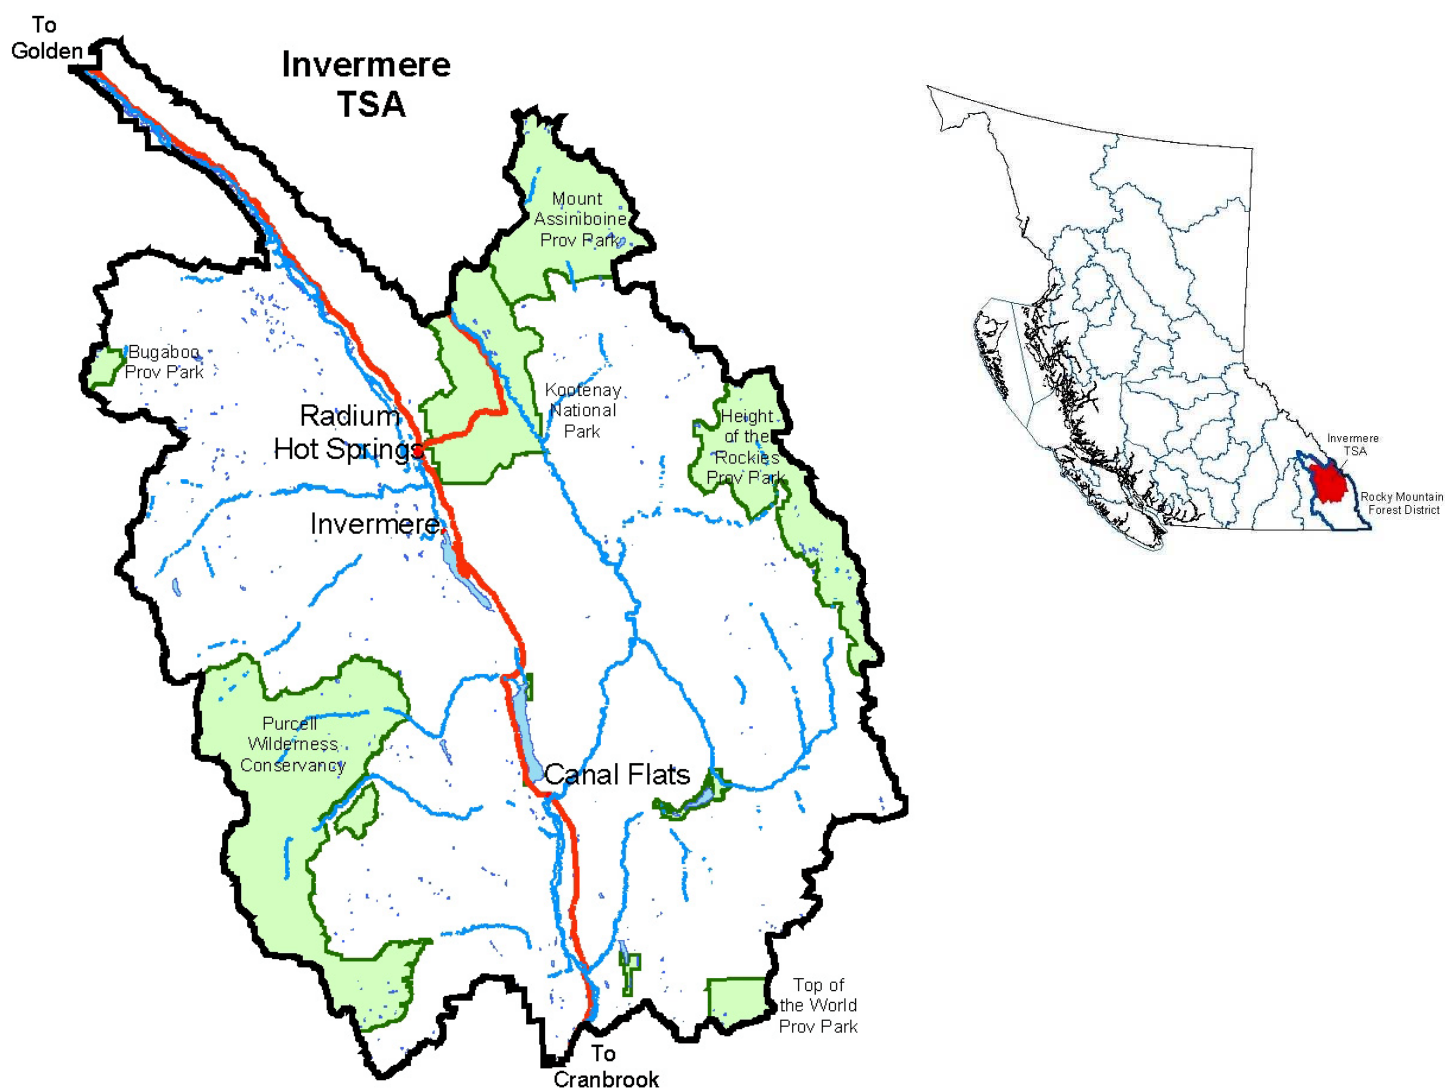 To
Golden
Invermere
TSA
Mount
Assiniboine
Prov Park
Bugaboo
Prov Park
Kootenay
National
Park
Radium
Hot Springs
Height
of the
Rockies
Prov Park
Invermere
Purcell
Wilderness
Conservancy
Canal Flats
Top of
the World
Prov Park
To
Cranbrook
Invermere
TSA
Rocky Mountain
Forest District